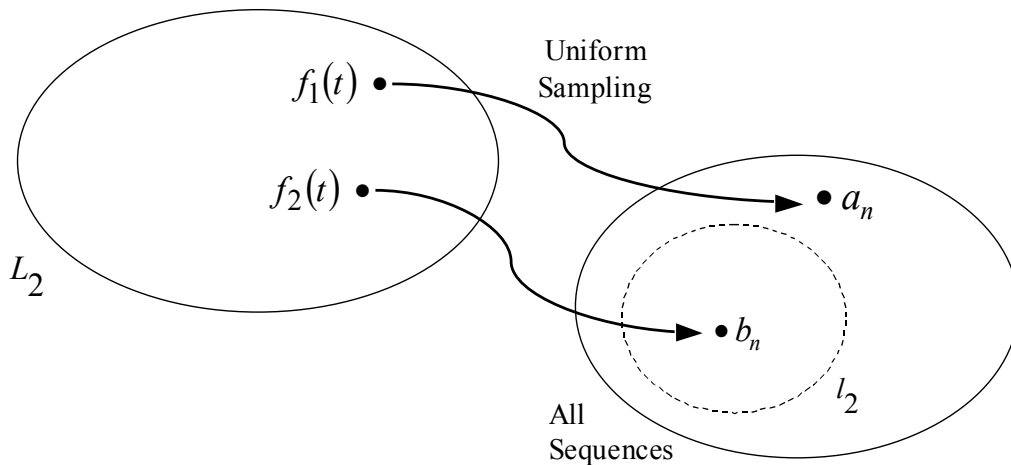 Uniform
Sampling
f₁(t)
aₙ
f₂(t)
L₂
bₙ
l₂
All
Sequences